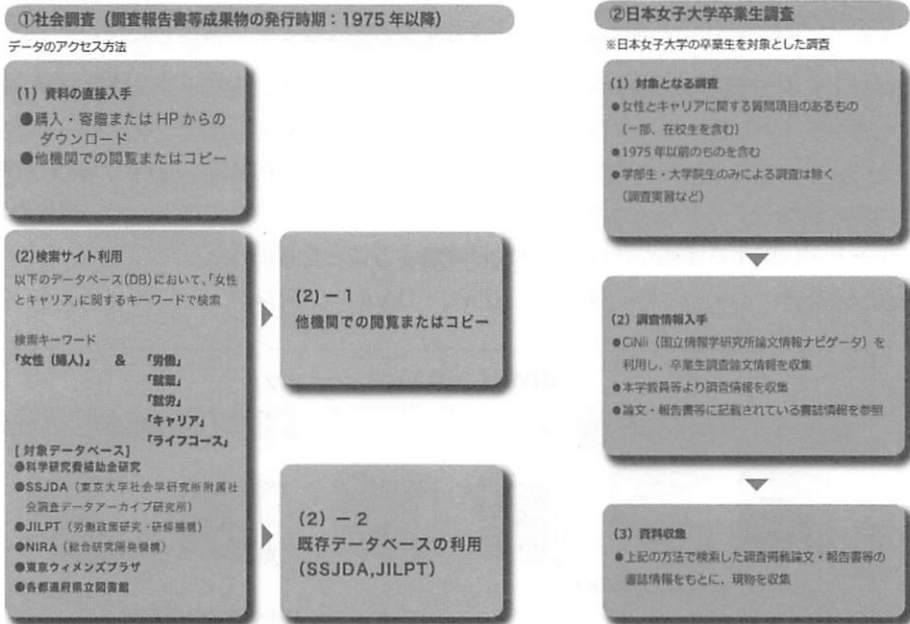 ①社会調査（調査報告書等成果物の発行時期：1975年以降）
データのアクセス方法
(1) 資料の直接入手
●購入・寄贈または HP からの
ダウンロード
●他機関での閲覧またはコピー
(2)検索サイト利用
以下のデータベース(DB)において、「女性
とキャリア」に関するキーワードで検索
検索キーワード
「女性（婦人）」 & 「労働」
「就業」
「就労」
「キャリア」
「ライフコース」
[対象データベース]
●科学研究費補助金研究
●SSJDA（東京大学社会学研究所附属社
会調査データアーカイブ研究所）
●JILPT（労働政策研究・研修機構）
●NIRA（総合研究開発機構）
●東京ウィメンズプラザ
●各都道府県立図書館
(2) － 1
他機関での閲覧またはコピー
(2) － 2
既存データベースの利用
(SSJDA,JILPT)
②日本女子大学卒業生調査
※日本女子大学の卒業生を対象とした調査
(1) 対象となる調査
●女性とキャリアに関する質問項目のあるもの
（一部、在校生を含む）
●1975年以前のものを含む
●学部生・大学院生のみによる調査は除く
（調査実習など）
(2) 調査情報入手
●CiNii（国立情報学研究所論文情報ナビゲータ）を
利用し、卒業生調査論文情報を収集
●本学教員等より調査情報を収集
●論文・報告書等に記載されている書誌情報を参照
(3) 資料収集
●上記の方法で検索した調査掲載論文・報告書等の
書誌情報をもとに、現物を収集